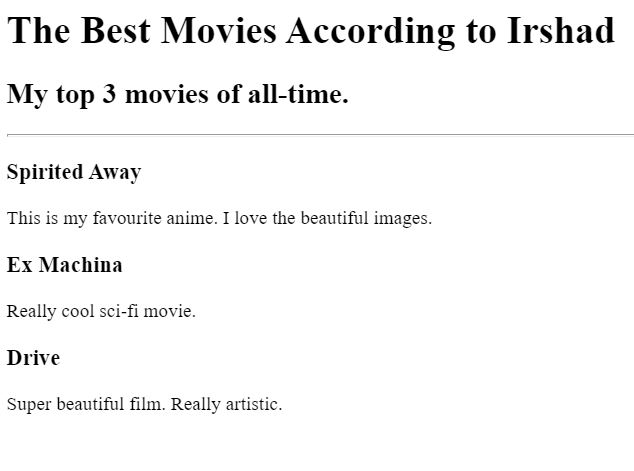 The Best Movies According to Irshad
My top 3 movies of all-time.
Spirited Away
This is my favourite anime. I love the beautiful images.
Ex Machina
Really cool sci-fi movie.
Drive
Super beautiful film. Really artistic.